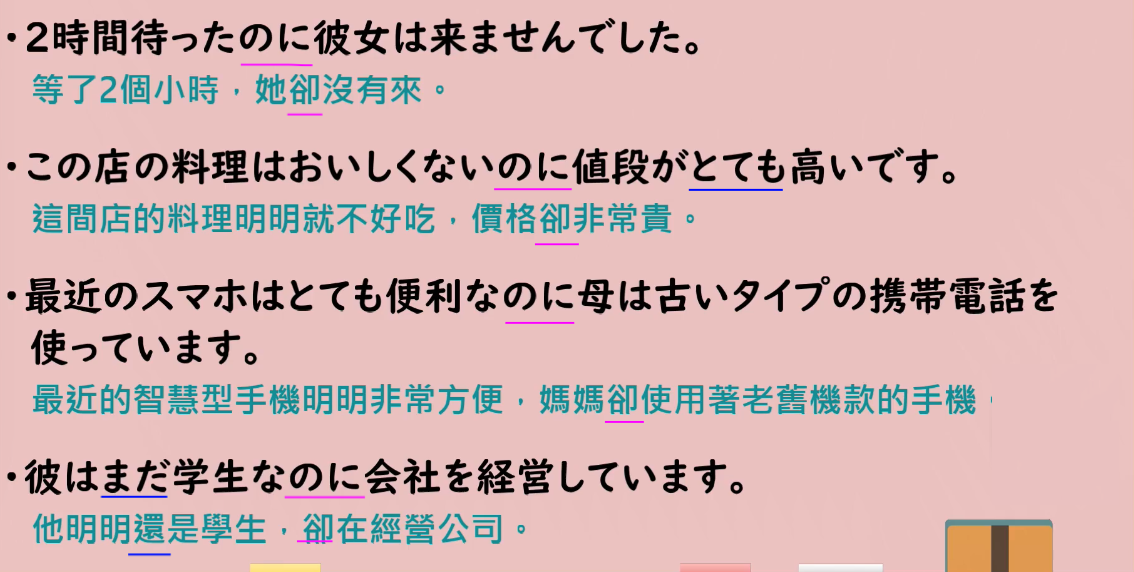 ・2時間待ったのに彼女は来ませんでした。
等了2個小時，她卻沒有來。
・この店の料理はおいしくないのに値段がとても高いです。
這間店的料理明明就不好吃，價格卻非常貴。
・最近のスマホはとても便利なのに母は古いタイプの携帯電話を
使っています。
最近的智慧型手機明明非常方便，媽媽卻使用著老舊機款的手機，
・彼はまだ学生なのに会社を経営しています。
他明明還是學生，卻在經營公司。